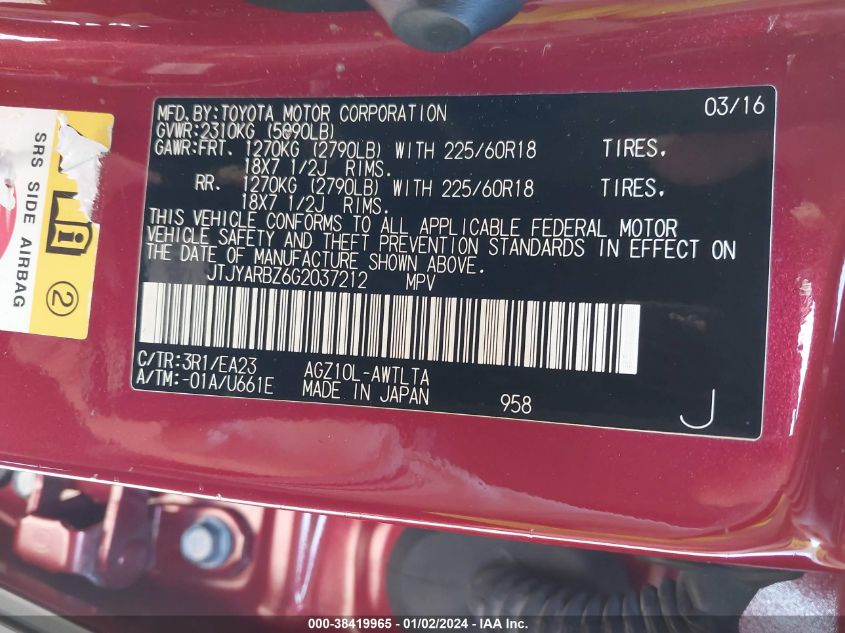 MFD. BY:TOYOTA MOTOR CORPORATION 03/16
GVWR:2310KG (5090LB)
GAWR:FRT. 1270KG (2790LB) WITH 225/60R18 TIRES,
18X7 1/2J RIMS.
RR. 1270KG (2790LB) WITH 225/60R18 TIRES,
18X7 1/2J RIMS.
THIS VEHICLE CONFORMS TO ALL APPLICABLE FEDERAL MOTOR
VEHICLE SAFETY AND THEFT PREVENTION STANDARDS IN EFFECT ON
THE DATE OF MANUFACTURE SHOWN ABOVE.
JTJYARBZ6G2037212 MPV
C/TR:3R1/EA23 AGZ10L-AWTLTA
A/TM:-01A/U661E MADE IN JAPAN 958 J
SRS SIDE AIRBAG
2
000-38419965 - 01/02/2024 - IAA Inc.